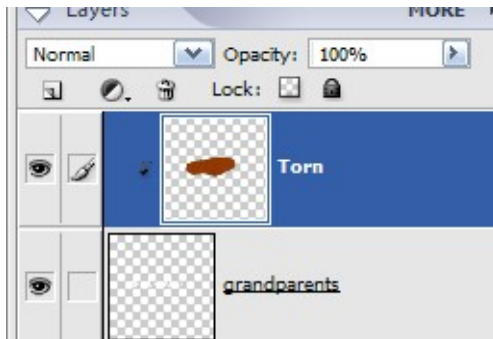 Layers MORE
Normal Opacity: 100%
Lock:
Torn
grandparents